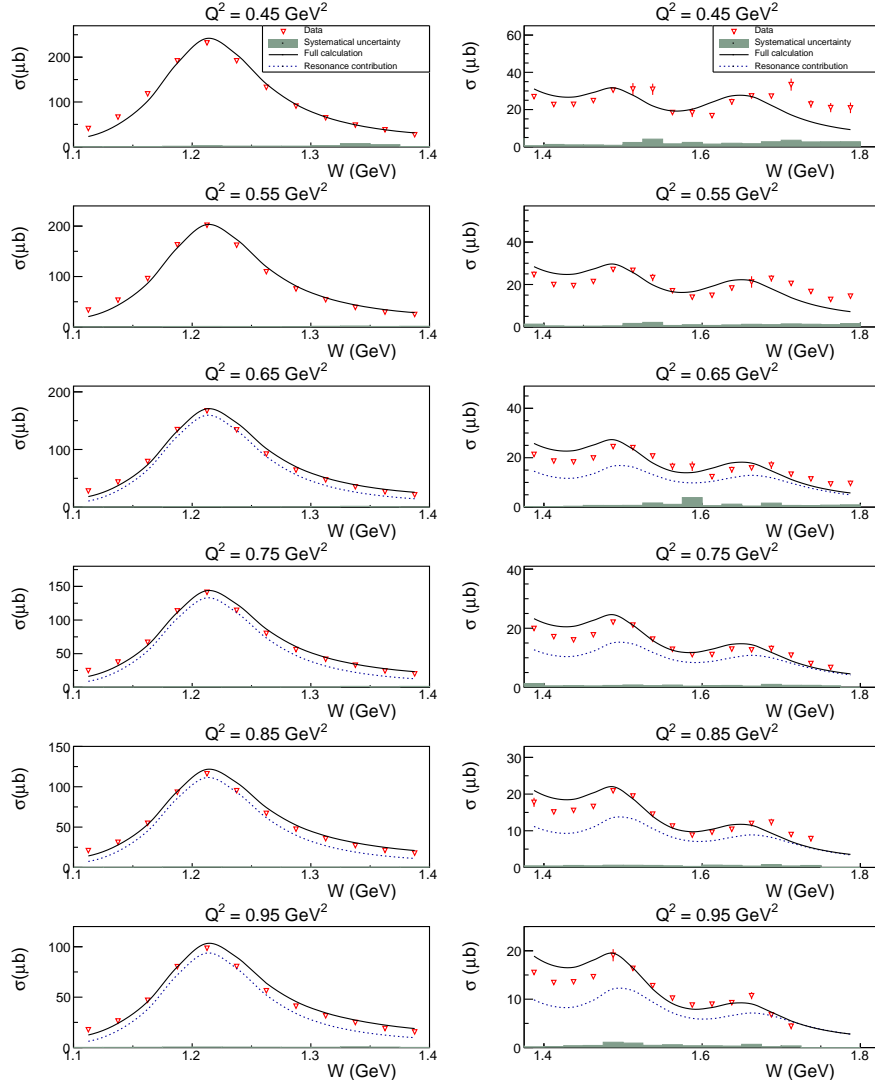 Q² = 0.45 GeV²
σ(μb)
200
100
0
1.1 1.2 1.3 1.4
W (GeV)
Data
Systematical uncertainty
Full calculation
Resonance contribution
Q² = 0.45 GeV²
σ (μb)
60
40
20
0
1.4 1.6 1.8
W (GeV)
Data
Systematical uncertainty
Full calculation
Resonance contribution
Q² = 0.55 GeV²
σ(μb)
200
100
0
1.1 1.2 1.3 1.4
W (GeV)
Q² = 0.55 GeV²
σ (μb)
40
20
0
1.4 1.6 1.8
W (GeV)
Q² = 0.65 GeV²
σ(μb)
200
100
0
1.1 1.2 1.3 1.4
W (GeV)
Q² = 0.65 GeV²
σ (μb)
40
20
0
1.4 1.6 1.8
W (GeV)
Q² = 0.75 GeV²
σ(μb)
150
100
50
25
0
1.1 1.2 1.3 1.4
W (GeV)
Q² = 0.75 GeV²
σ (μb)
40
20
0
1.4 1.6 1.8
W (GeV)
Q² = 0.85 GeV²
σ(μb)
150
100
50
25
0
1.1 1.2 1.3 1.4
W (GeV)
Q² = 0.85 GeV²
σ (μb)
30
20
10
0
1.4 1.6 1.8
W (GeV)
Q² = 0.95 GeV²
σ(μb)
100
50
25
0
1.1 1.2 1.3 1.4
W (GeV)
Q² = 0.95 GeV²
σ (μb)
20
10
0
1.4 1.6 1.8
W (GeV)